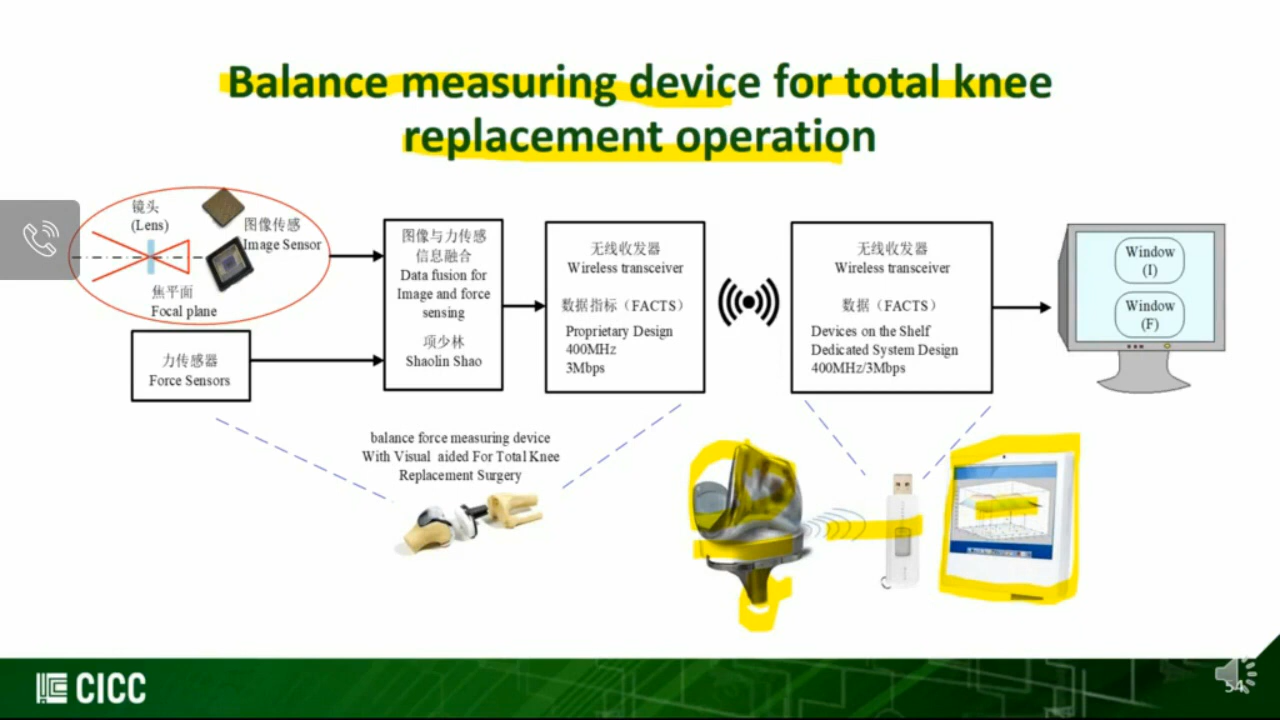 Balance measuring device for total knee
replacement operation
镜头
(Lens)
图像传感
Image Sensor
焦平面
Focal plane
力传感器
Force Sensors
图像与力传感
信息融合
Data fusion for
Image and force
sensing
项少林
Shaolin Shao
无线收发器
Wireless transceiver
数据指标（FACTS）
Proprietary Design
400MHz
3Mbps
无线收发器
Wireless transceiver
数据（FACTS）
Devices on the Shelf
Dedicated System Design
400MHz/3Mbps
Window
(I)
Window
(F)
balance force measuring device
With Visual aided For Total Knee
Replacement Surgery
CICC
54